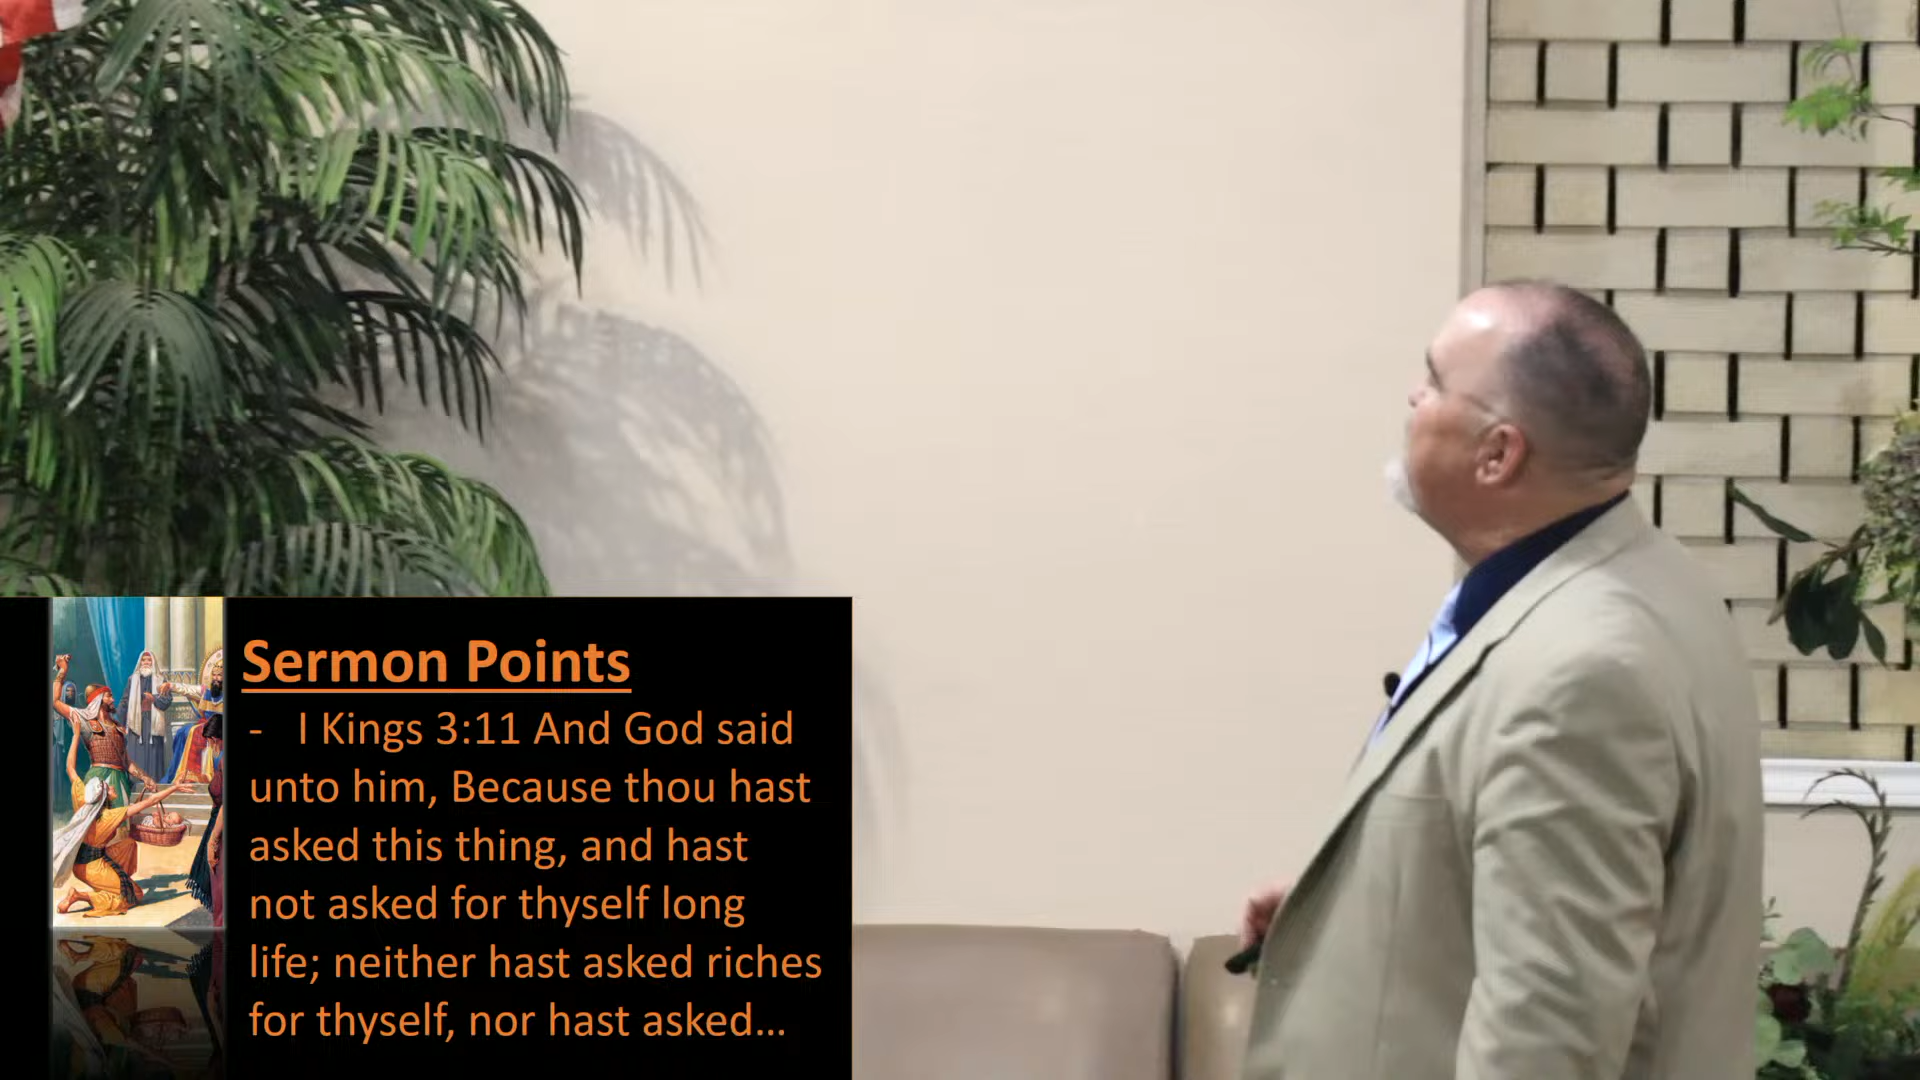 Sermon Points
- I Kings 3:11 And God said
unto him, Because thou hast
asked this thing, and hast
not asked for thyself long
life; neither hast asked riches
for thyself, nor hast asked...